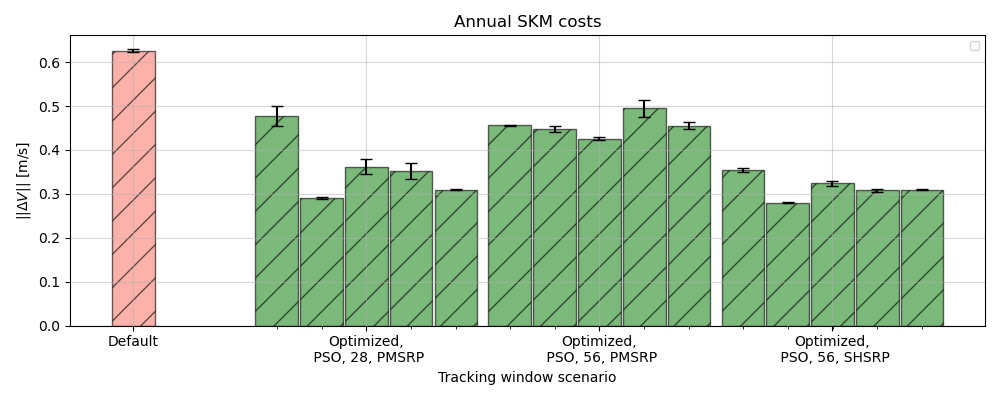 Annual SKM costs
||ΔV|| [m/s]
0.6
0.5
0.4
0.3
0.2
0.1
0.0
Default
Optimized,
PSO, 28, PMSRP
Optimized,
PSO, 56, PMSRP
Optimized,
PSO, 56, SHSRP
Tracking window scenario